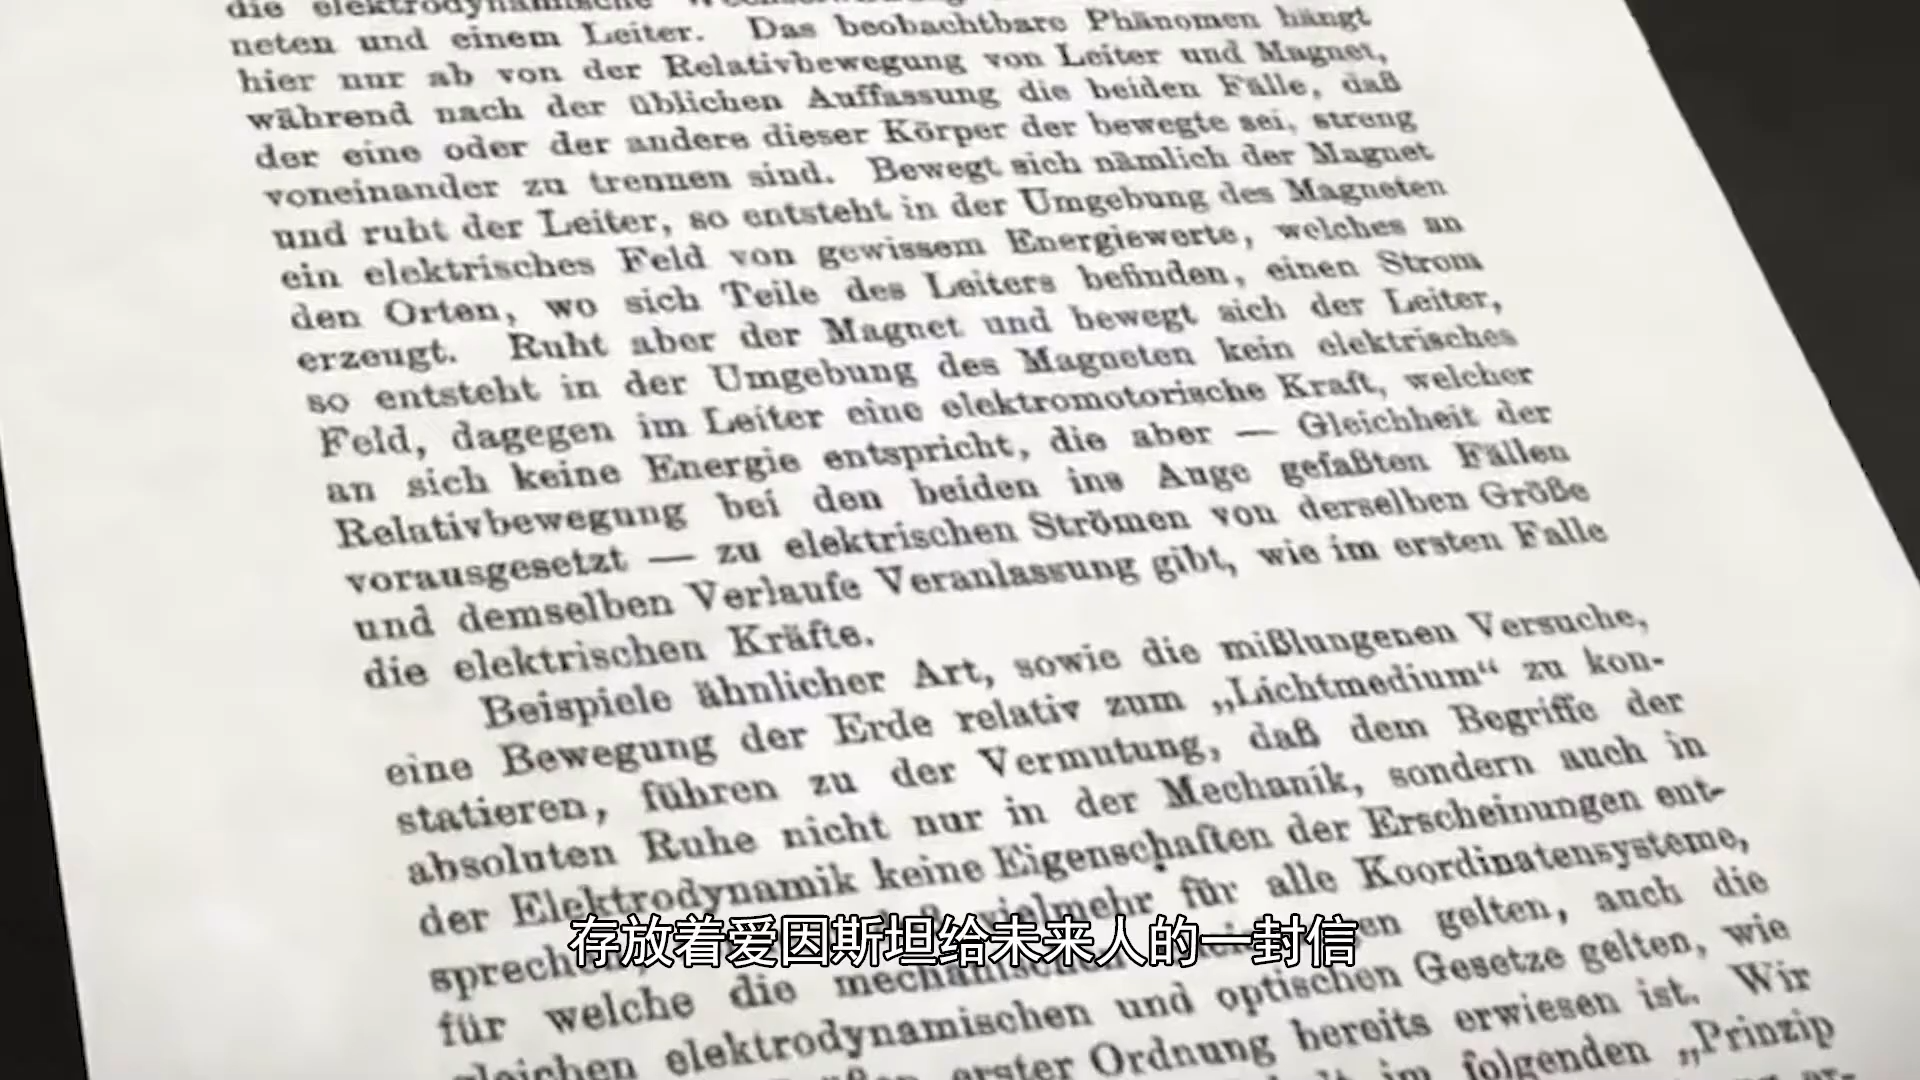 die elektrodynamische
neten und einem Leiter. Das beobachtbare Phänomen hängt
hier nur ab von der Relativbewegung von Leiter und Magnet,
während nach der üblichen Auffassung die beiden Fälle, daß
der eine oder der andere dieser Körper der bewegte sei, streng
voneinander zu trennen sind. Bewegt sich nämlich der Magnet
und ruht der Leiter, so entsteht in der Umgebung des Magneten
ein elektrisches Feld von gewissem Energiewerte, welches an
den Orten, wo sich Teile des Leiters befinden, einen Strom
erzeugt. Ruht aber der Magnet und bewegt sich der Leiter,
so entsteht in der Umgebung des Magneten kein elektrisches
Feld, dagegen im Leiter eine elektromotorische Kraft, welcher
an sich keine Energie entspricht, die aber — Gleichheit der
Relativbewegung bei den beiden ins Auge gefaßten Fällen
vorausgesetzt — zu elektrischen Strömen von derselben Größe
und demselben Verlaufe Veranlassung gibt, wie im ersten Falle
die elektrischen Kräfte.
Beispiele ähnlicher Art, sowie die mißlungenen Versuche,
eine Bewegung der Erde relativ zum „Lichtmedium“ zu kon-
statieren, führen zu der Vermutung, daß dem Begriffe der
absoluten Ruhe nicht nur in der Mechanik, sondern auch in
der Elektrodynamik keine Eigenschaften der Erscheinungen ent-
sprechen, vielmehr für alle Koordinatensysteme,
für welche die mechanischen gelten, auch die
gleichen elektrodynamischen und optischen Gesetze gelten, wie
erster Ordnung bereits erwiesen ist. Wir
im folgenden „Prinzip
存放着爱因斯坦给未来人的一封信